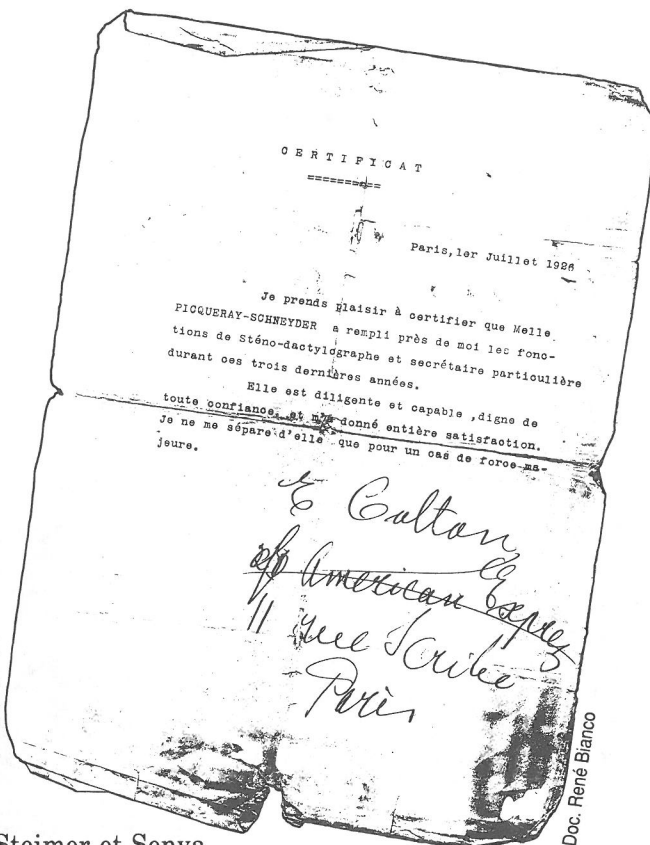 CERTIFICAT
==========
Paris,1er Juillet 1926
Je prends plaisir à certifier que Melle
PICQUERAY-SCHNEYDER a rempli près de moi les fonc-
tions de Sténo-dactylographe et secrétaire particulière
durant ces trois dernières années.
Elle est diligente et capable ,digne de
toute confiance, et m'a donné entière satisfaction.
Je ne me sépare d'elle que pour un cas de force ma-
jeure.
E Colton
c/o American Express
11 rue Scribe
Paris
Doc. René Bianco
Steimer et Senya